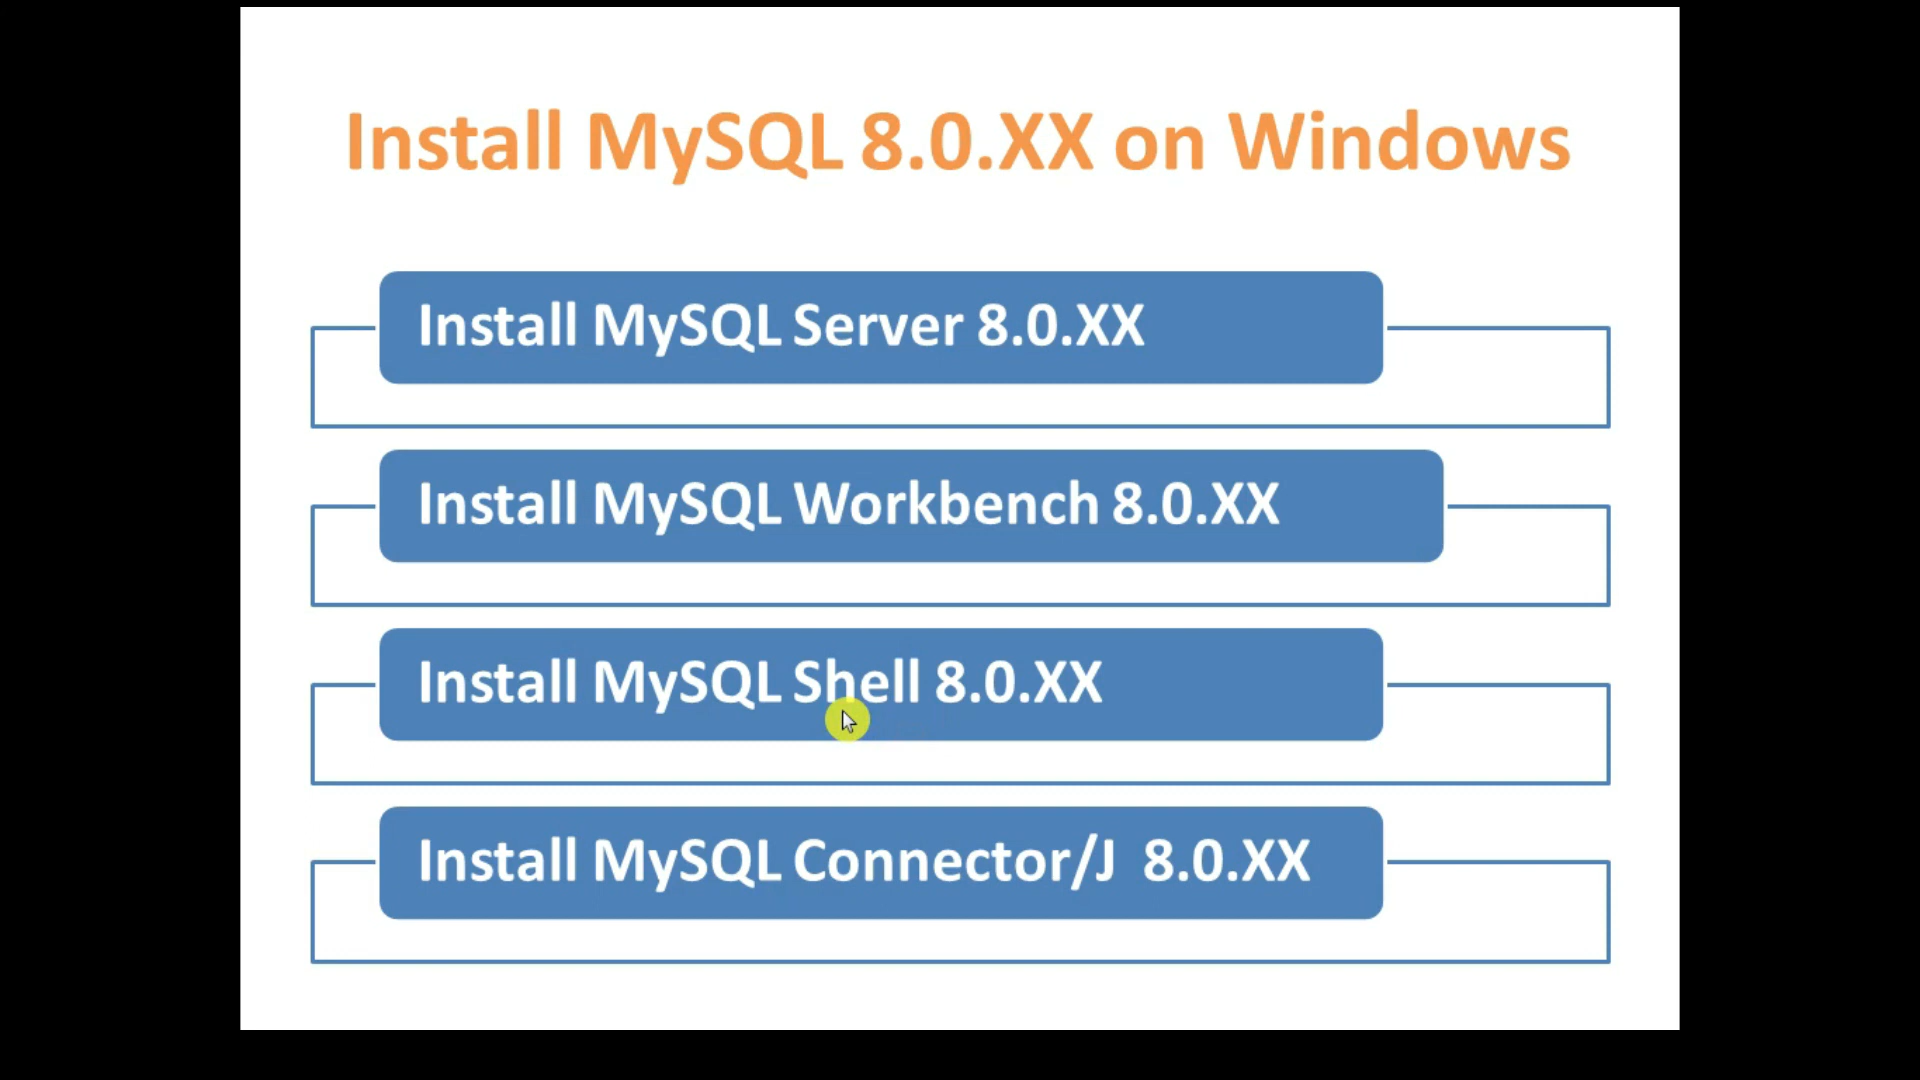 Install MySQL 8.0.XX on Windows
Install MySQL Server 8.0.XX
Install MySQL Workbench 8.0.XX
Install MySQL Shell 8.0.XX
Install MySQL Connector/J  8.0.XX